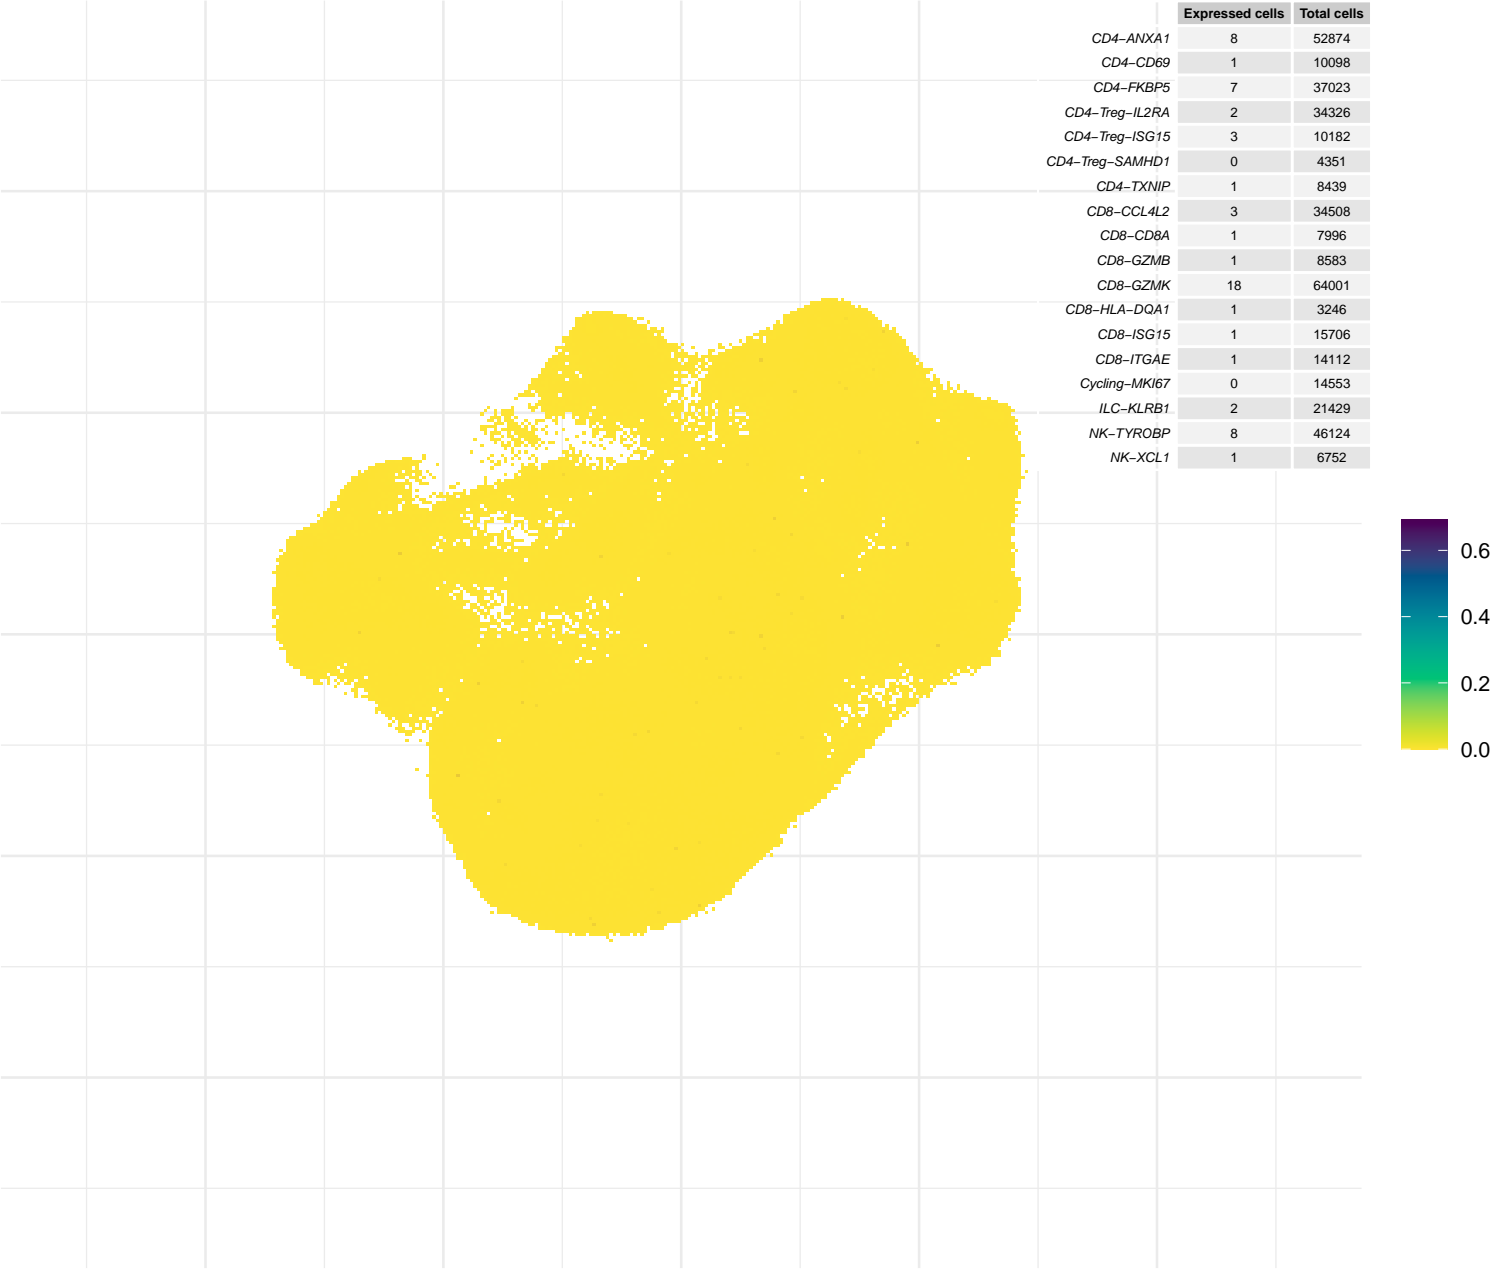 Expressed cells Total cells
CD4−ANXA1 8 52874
CD4−CD69 1 10098
CD4−FKBP5 7 37023
CD4−Treg−IL2RA 2 34326
CD4−Treg−ISG15 3 10182
CD4−Treg−SAMHD1 0 4351
CD4−TXNIP 1 8439
CD8−CCL4L2 3 34508
CD8−CD8A 1 7996
CD8−GZMB 1 8583
CD8−GZMK 18 64001
CD8−HLA−DQA1 1 3246
CD8−ISG15 1 15706
CD8−ITGAE 1 14112
Cycling−MKI67 0 14553
ILC−KLRB1 2 21429
NK−TYROBP 8 46124
NK−XCL1 1 6752
0.6
0.4
0.2
0.0